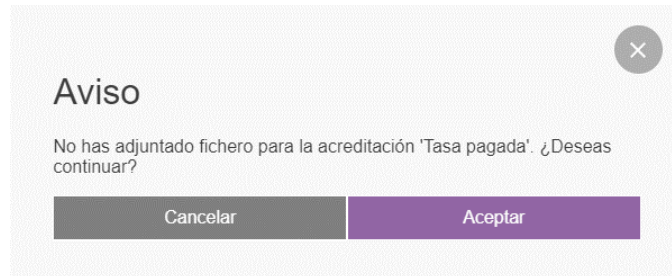 Aviso
No has adjuntado fichero para la acreditación 'Tasa pagada'. ¿Deseas
continuar?
Cancelar Aceptar